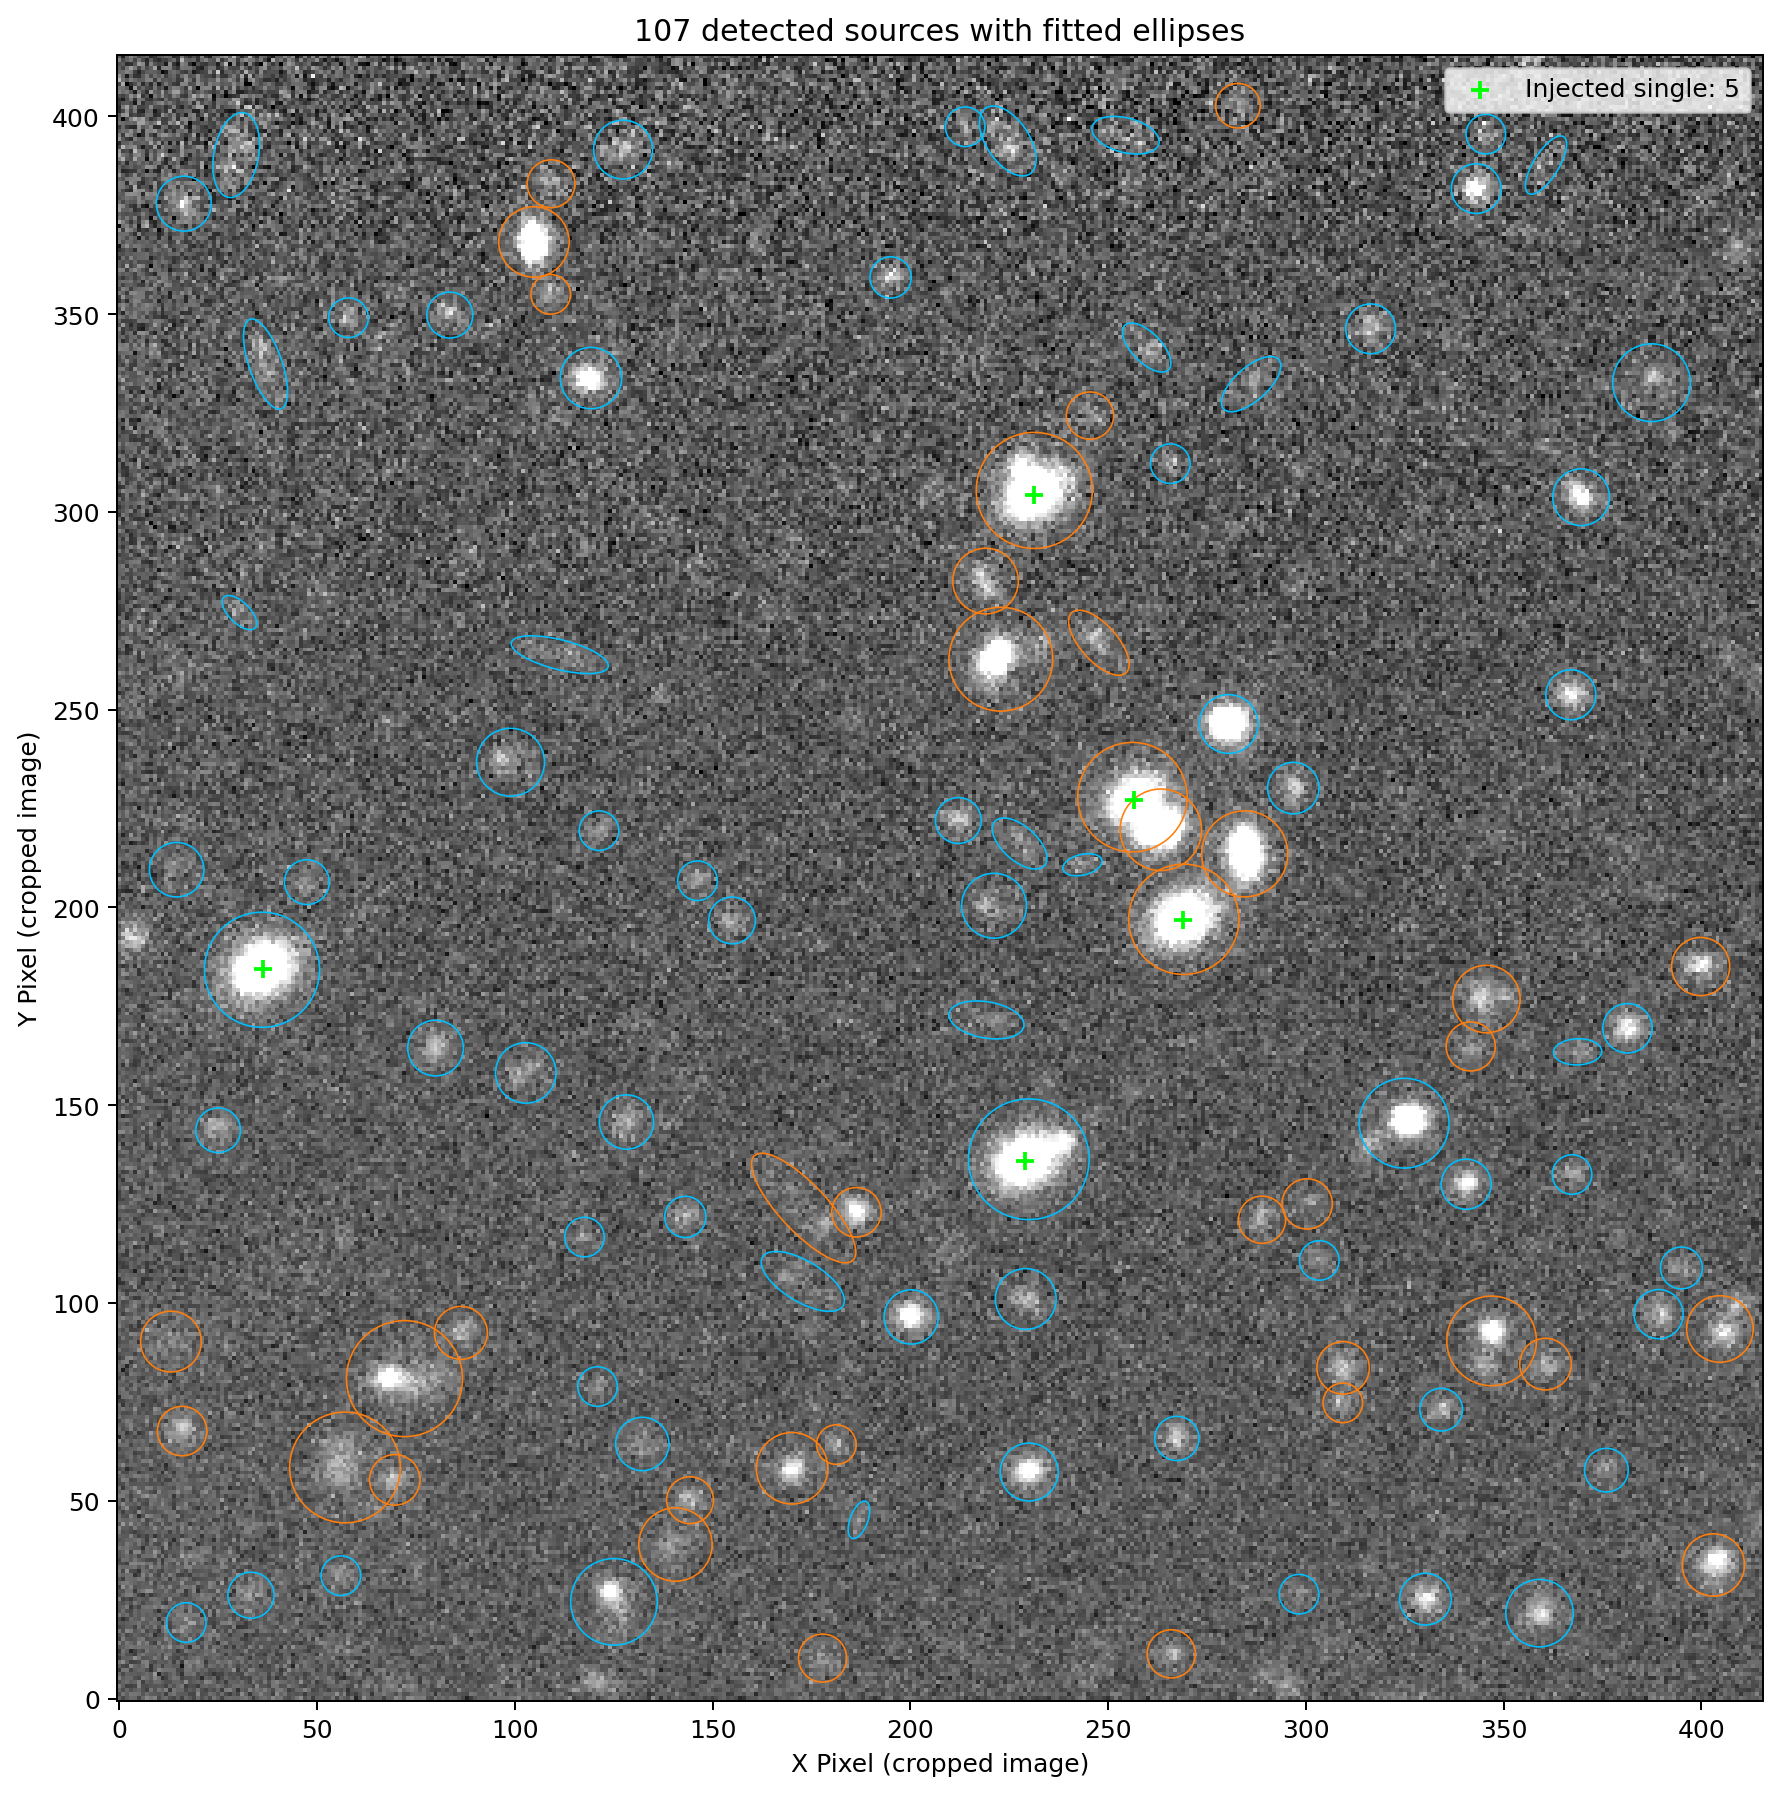 107 detected sources with fitted ellipses
Injected single: 5
400
350
300
250
200
150
100
50
0
Y Pixel (cropped image)
0 50 100 150 200 250 300 350 400
X Pixel (cropped image)